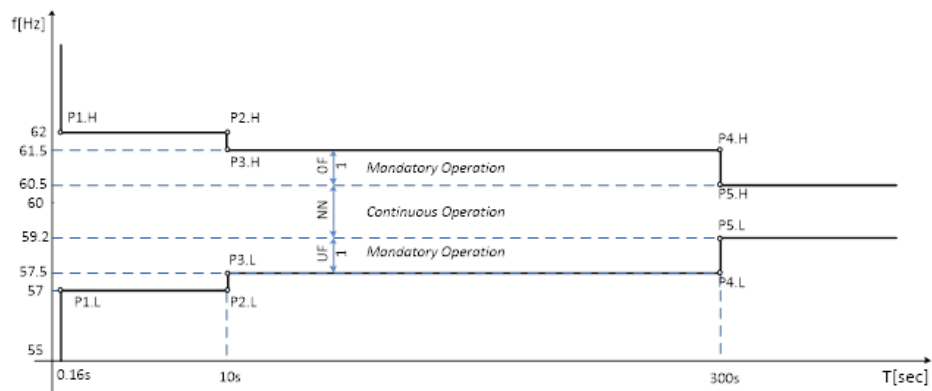 f[Hz]
P1.H
P2.H
62
P4.H
61.5
P3.H
OF
1
Mandatory Operation
60.5
P5.H
60
NN
Continuous Operation
P5.L
59.2
UF
1
Mandatory Operation
P3.L
57.5
P4.L
57
P1.L
P2.L
55
0.16s
10s
300s
T[sec]